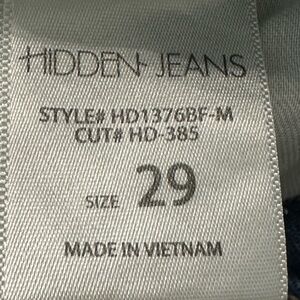 HIDDEN JEANS
STYLE# HD1376BF-M
CUT# HD-385
SIZE 29
MADE IN VIETNAM